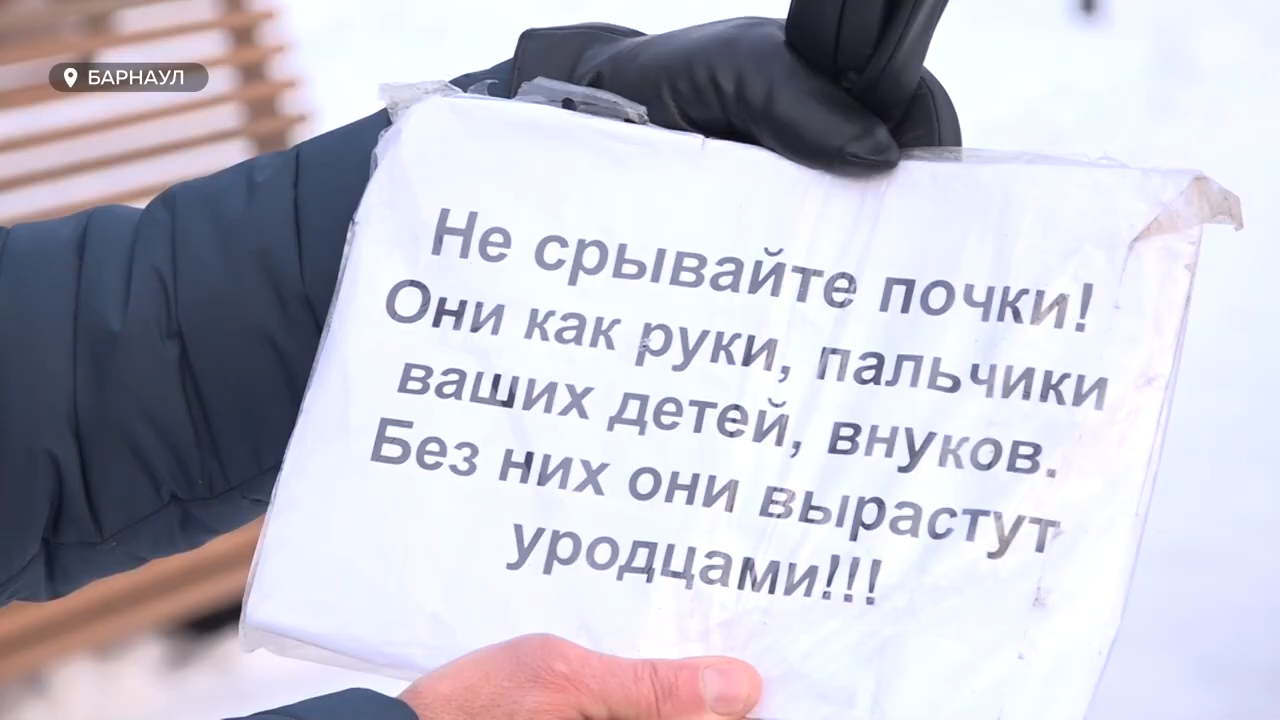 БАРНАУЛ
Не срывайте почки!
Они как руки, пальчики
ваших детей, внуков.
Без них они вырастут
уродцами!!!